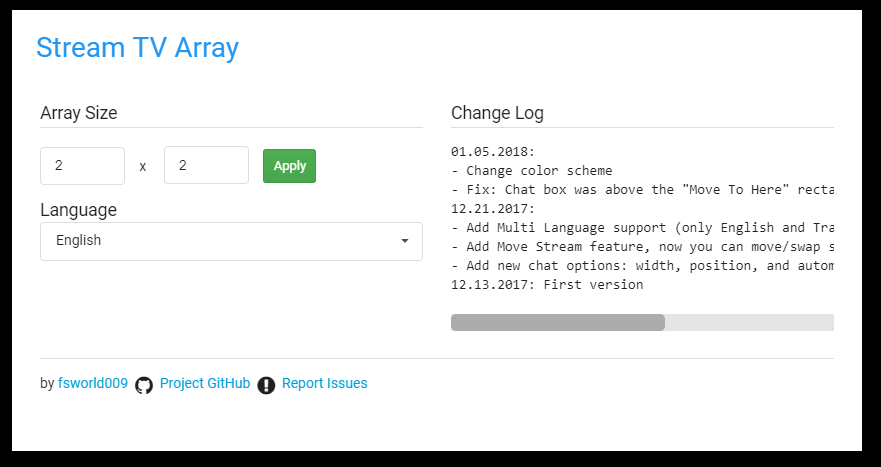 Stream TV Array
Array Size
2 x 2 Apply
Language
English
Change Log
01.05.2018:
- Change color scheme
- Fix: Chat box was above the "Move To Here"
12.21.2017:
- Add Multi Language support (only English and
- Add Move Stream feature, now you can move/swap
- Add new chat options: width, position, and
12.13.2017: First version
by fsworld009 Project GitHub Report Issues